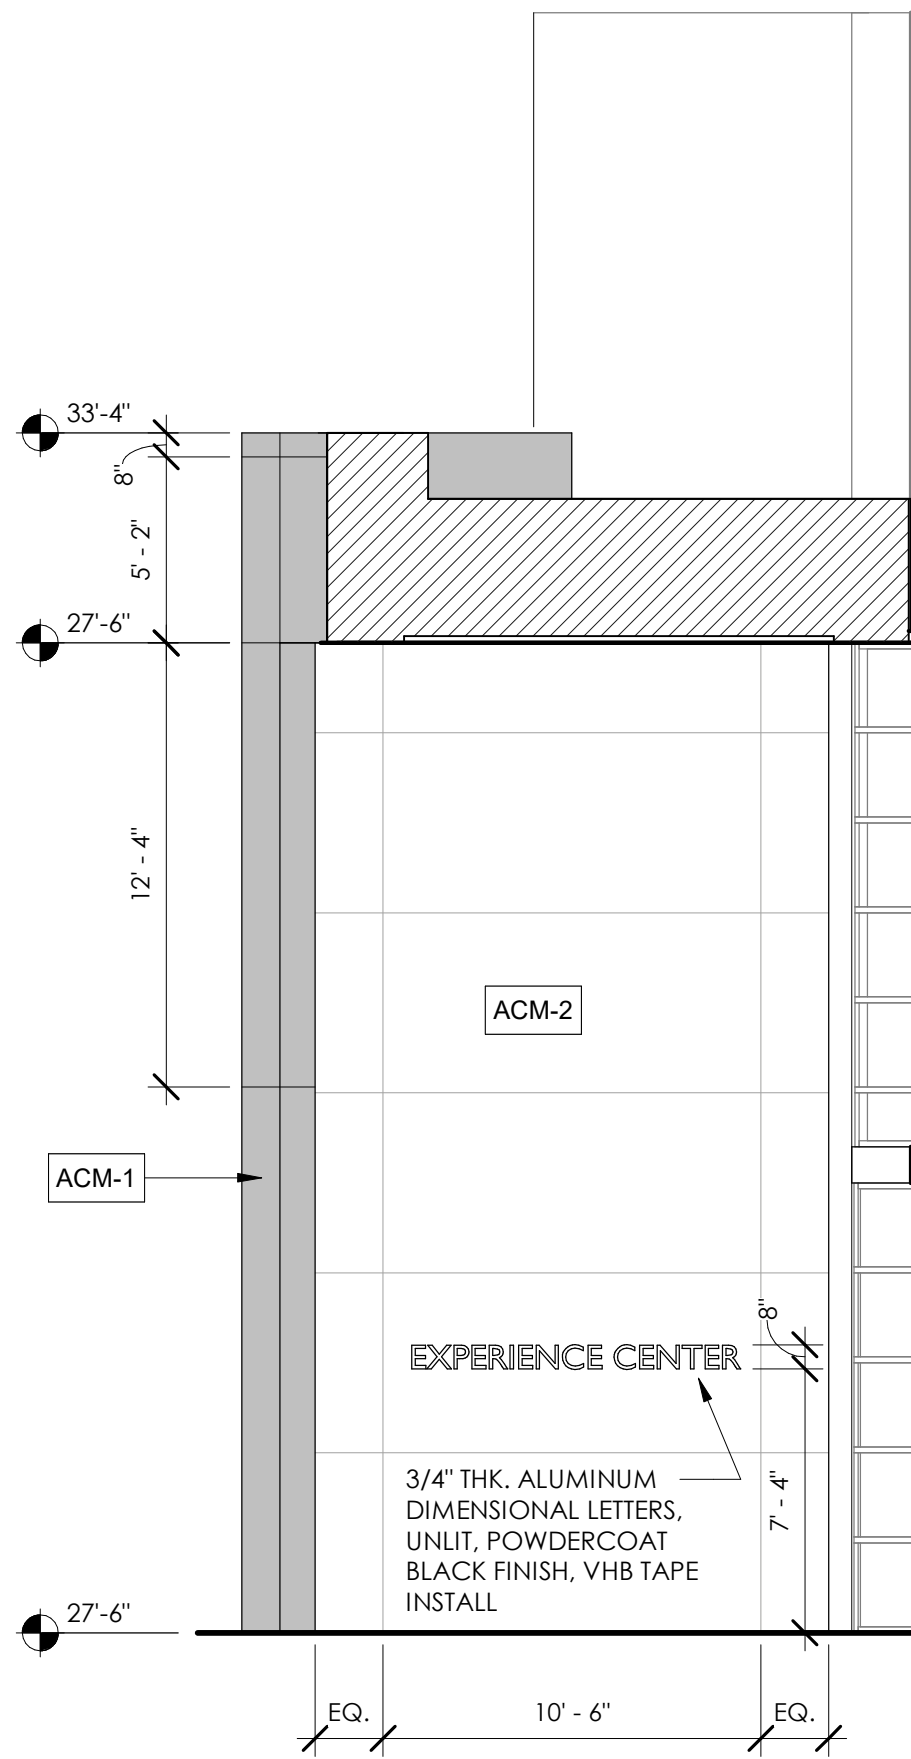 33'-4"
8"
5' - 2"
27'-6"
12' - 4"
ACM-2
ACM-1
8"
EXPERIENCE CENTER
3/4" THK. ALUMINUM
DIMENSIONAL LETTERS,
UNLIT, POWDERCOAT
BLACK FINISH, VHB TAPE
INSTALL
7' - 4"
27'-6"
EQ.
10' - 6"
EQ.